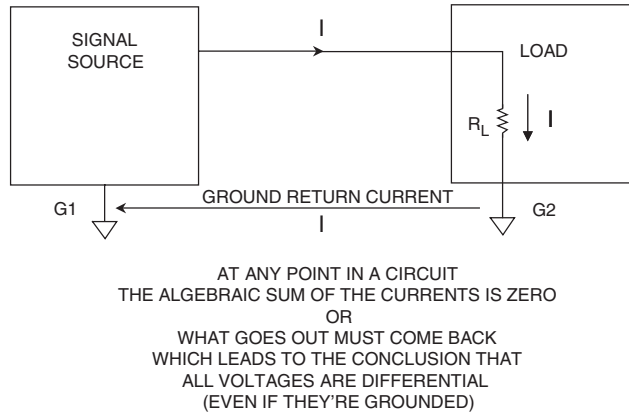 I
SIGNAL
SOURCE
LOAD
RL
I
G1
GROUND RETURN CURRENT
G2
I
AT ANY POINT IN A CIRCUIT
THE ALGEBRAIC SUM OF THE CURRENTS IS ZERO
OR
WHAT GOES OUT MUST COME BACK
WHICH LEADS TO THE CONCLUSION THAT
ALL VOLTAGES ARE DIFFERENTIAL
(EVEN IF THEY'RE GROUNDED)